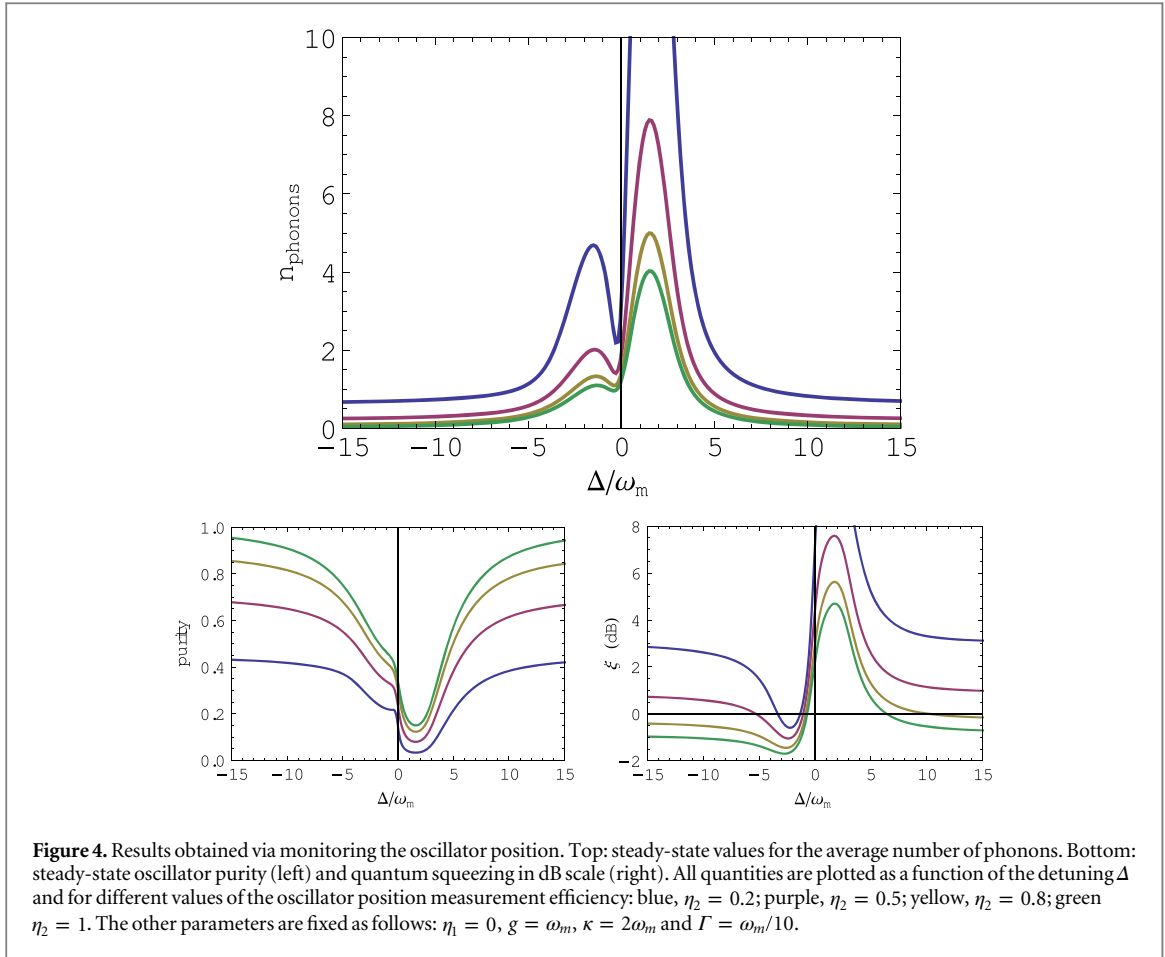 10
8
6
4
2
0
n_phonons
−15 −10 −5 0 5 10 15
Δ/ω_m
1.0
0.8
0.6
0.4
0.2
0.0
purity
−15 −10 −5 0 5 10 15
Δ/ω_m
8
6
4
2
0
−2
ξ (dB)
−15 −10 −5 0 5 10 15
Δ/ω_m
Figure 4. Results obtained via monitoring the oscillator position. Top: steady-state values for the average number of phonons. Bottom:
steady-state oscillator purity (left) and quantum squeezing in dB scale (right). All quantities are plotted as a function of the detuning Δ
and for different values of the oscillator position measurement efficiency: blue, η₂ = 0.2; purple, η₂ = 0.5; yellow, η₂ = 0.8; green
η₂ = 1. The other parameters are fixed as follows: η₁ = 0, g = ω_m, κ = 2ω_m and Γ = ω_m/10.